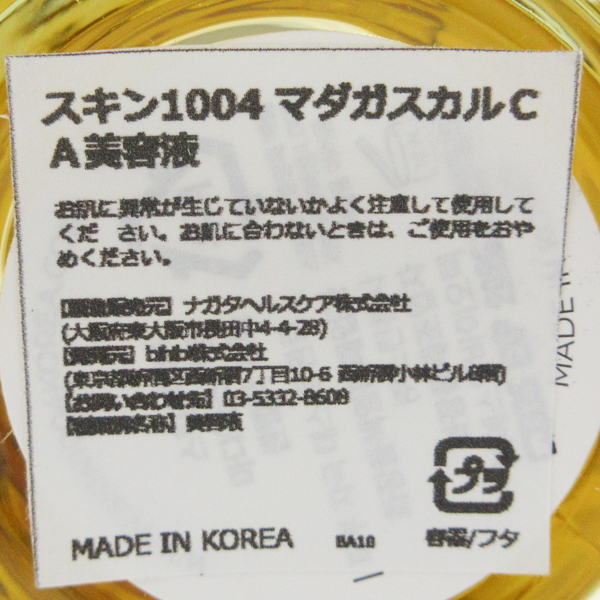 スキン1004 マダガスカルC
A美容液
お肌に異常が生じていないかよく注意して使用して
くだ さい。お肌に合わないときは、ご使用をおや
めください。
【製造販売元】ナガタヘルスケア株式会社
(大阪府東大阪市長田中4-4-28)
【発売元】bihb株式会社
(東京都新宿区西新宿7丁目10-6 西新宿小林ビル8階)
【お問い合わせ先】03-5332-8608
【種類別名称】美容液
プラ
MADE IN KOREA BA10 容器/フタ
MADE IN